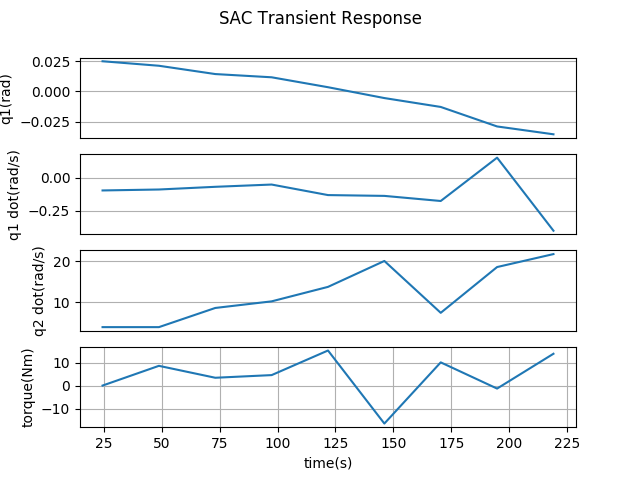 SAC Transient Response
q1(rad)
0.025
0.000
−0.025
q1 dot(rad/s)
0.00
−0.25
q2 dot(rad/s)
20
10
torque(Nm)
10
0
−10
25 50 75 100 125 150 175 200 225
time(s)